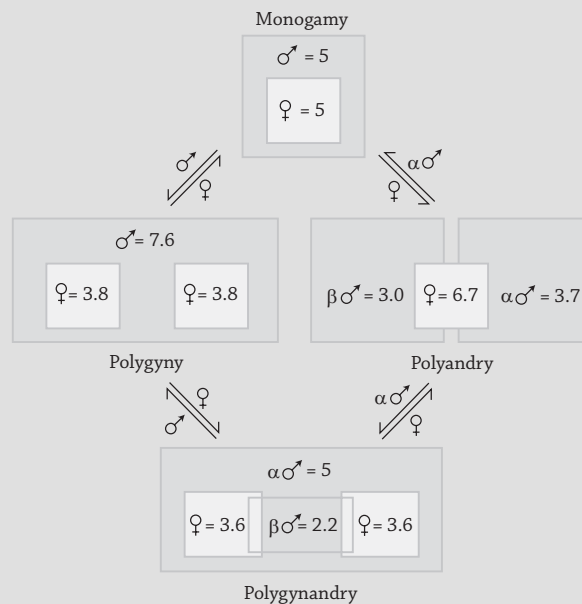 Monogamy
♂ = 5
♀ = 5
♂
♀
α♂
♀
♂ = 7.6
♀ = 3.8
♀ = 3.8
β♂ = 3.0
♀ = 6.7
α♂ = 3.7
Polygyny
Polyandry
♀
♂
α♂
♀
α♂ = 5
♀ = 3.6
β♂ = 2.2
♀ = 3.6
Polygynandry